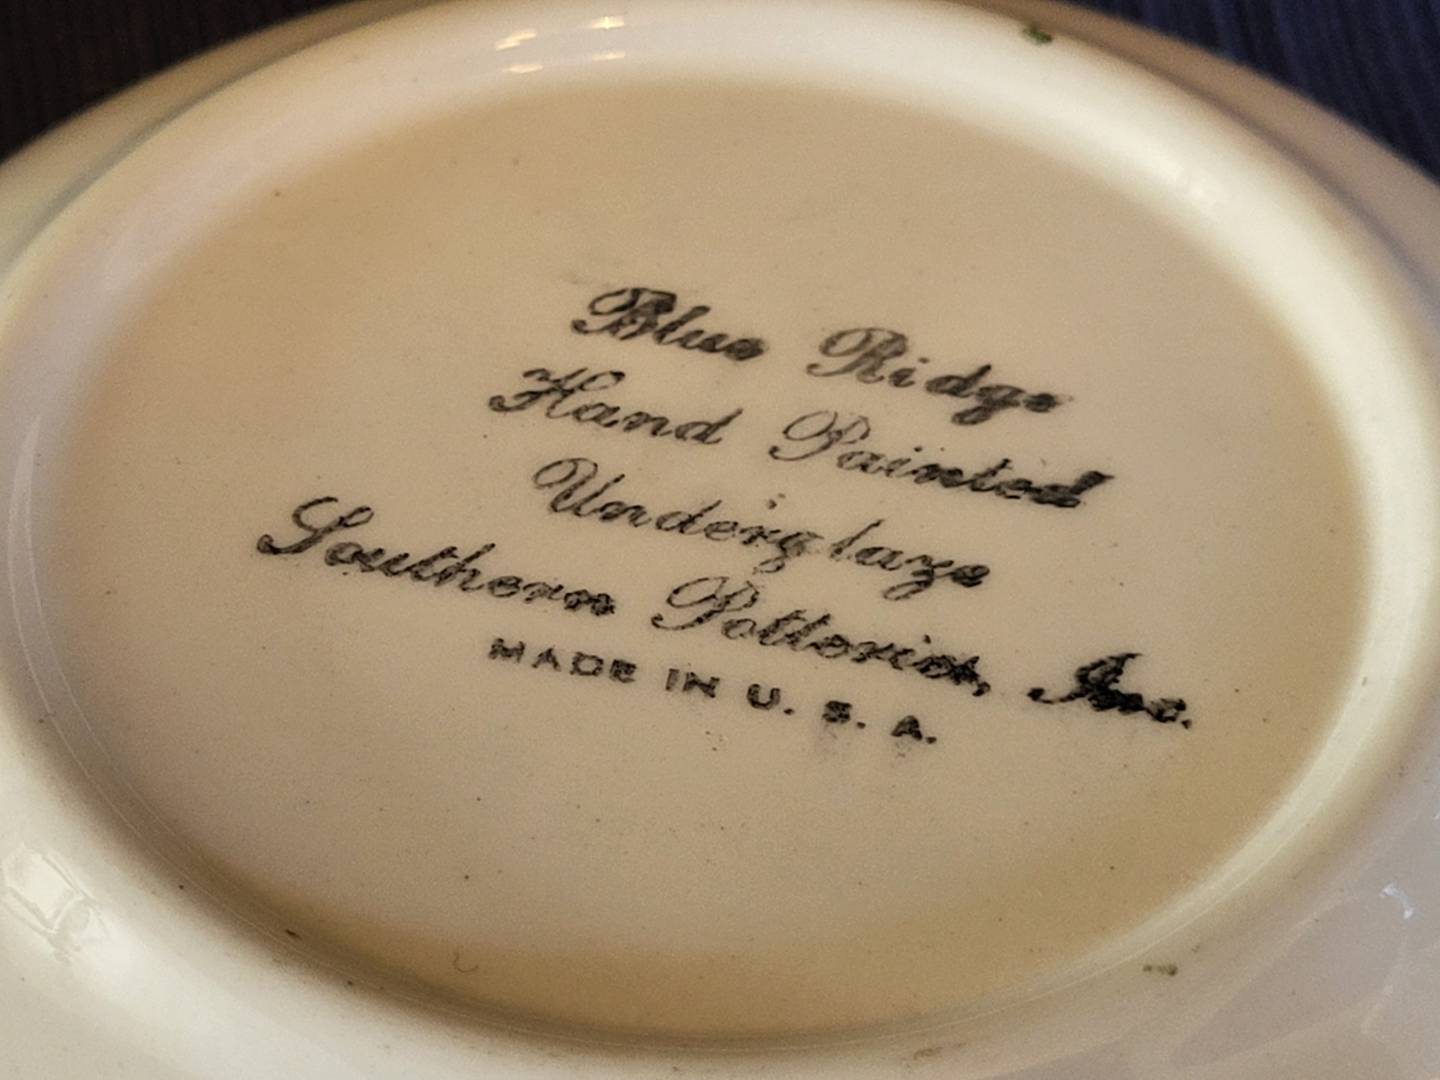 Blue Ridge
Hand Painted
Underglaze
Southern Potteries, Inc.
MADE IN U. S. A.